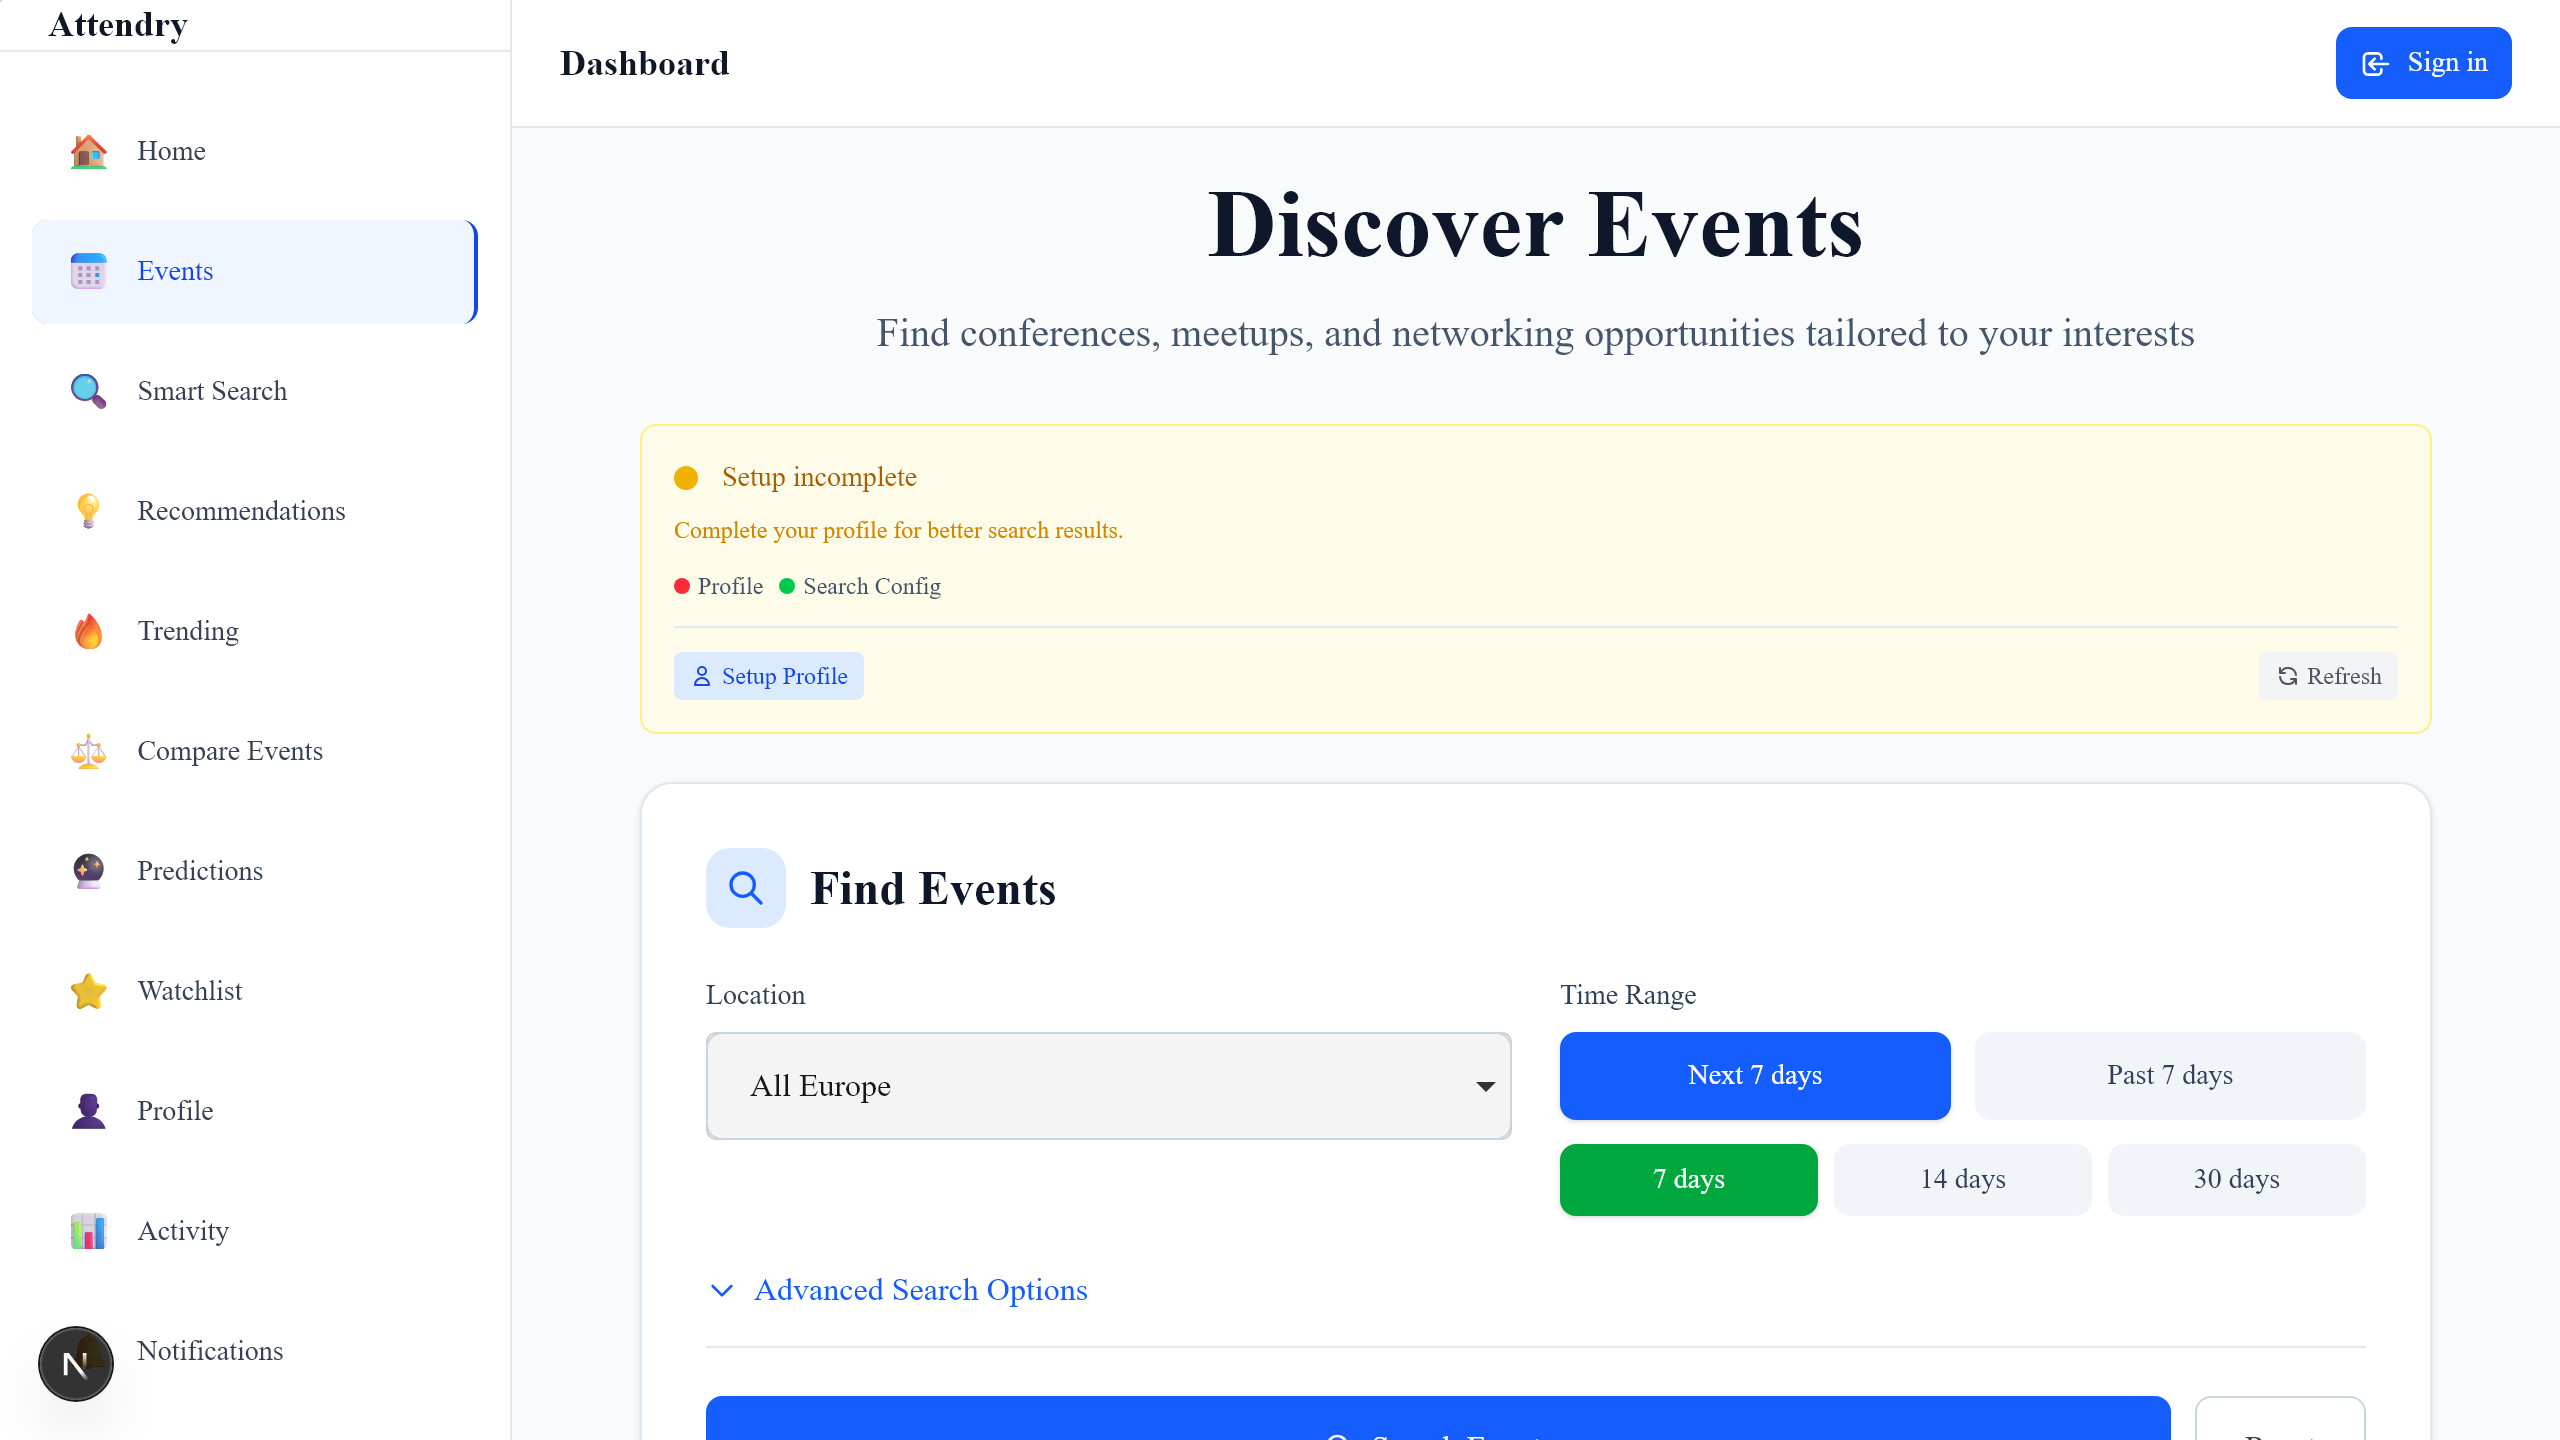 Attendry
Home
Events
Smart Search
Recommendations
Trending
Compare Events
Predictions
Watchlist
Profile
Activity
Notifications
N
Dashboard
Sign in
Discover Events
Find conferences, meetups, and networking opportunities tailored to your interests
Setup incomplete
Complete your profile for better search results.
Profile Search Config
Setup Profile
Refresh
Find Events
Location
All Europe
Time Range
Next 7 days
Past 7 days
7 days
14 days
30 days
Advanced Search Options